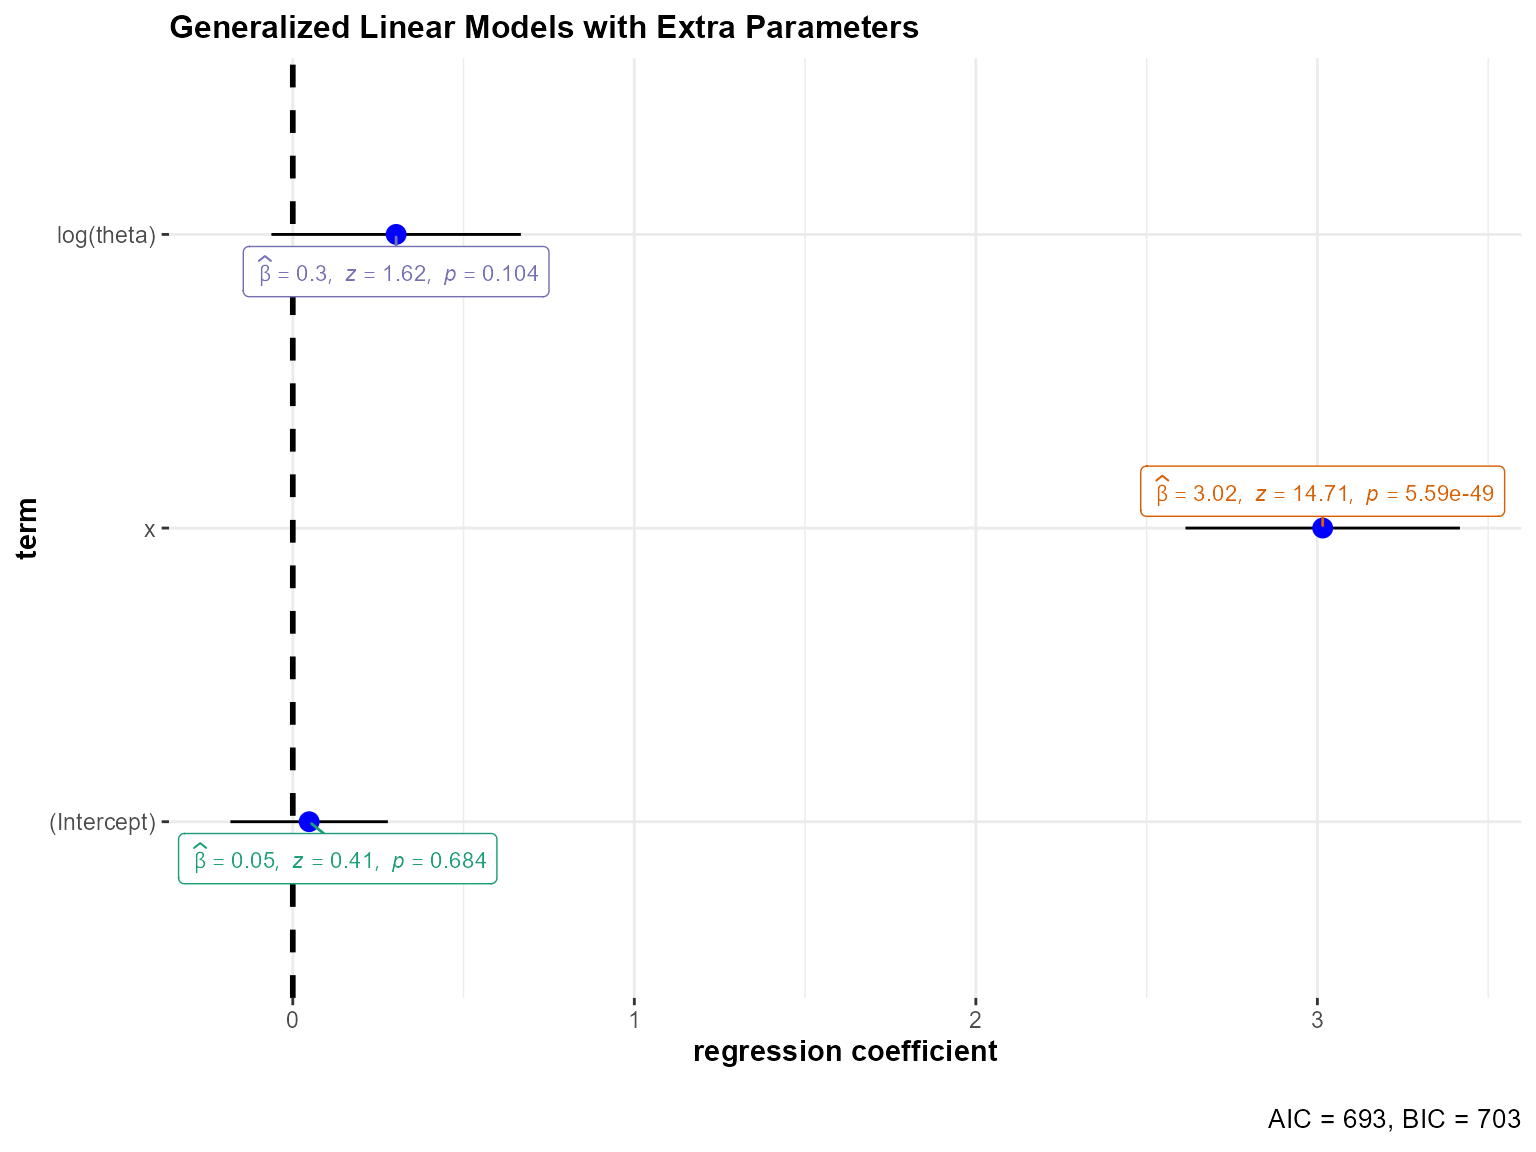 Generalized Linear Models with Extra Parameters
log(theta)
β̂ = 0.3, z = 1.62, p = 0.104
β̂ = 3.02, z = 14.71, p = 5.59e-49
x
term
(Intercept)
β̂ = 0.05, z = 0.41, p = 0.684
0 1 2 3
regression coefficient
AIC = 693, BIC = 703